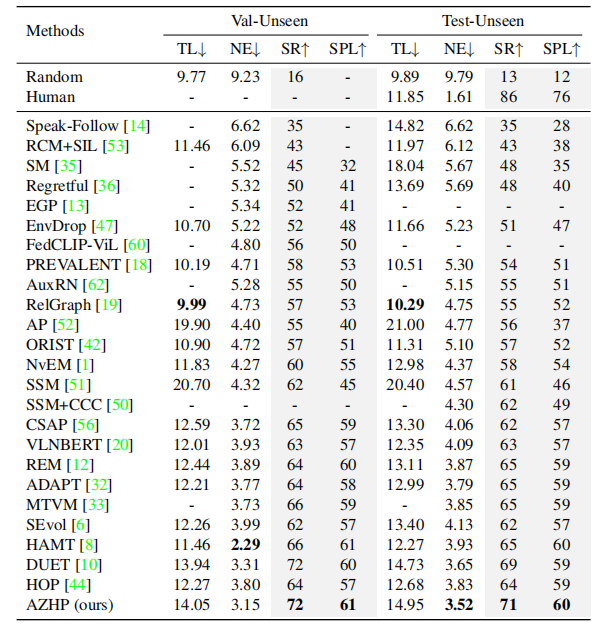 Methods Val-Unseen Test-Unseen
TL↓ NE↓ SR↑ SPL↑ TL↓ NE↓ SR↑ SPL↑
Random 9.77 9.23 16 - 9.89 9.79 13 12
Human - - - - 11.85 1.61 86 76
Speak-Follow [14] - 6.62 35 - 14.82 6.62 35 28
RCM+SIL [53] 11.46 6.09 43 - 11.97 6.12 43 38
SM [35] - 5.52 45 32 18.04 5.67 48 35
Regretful [36] - 5.32 50 41 13.69 5.69 48 40
EGP [13] - 5.34 52 41 - - - -
EnvDrop [47] 10.70 5.22 52 48 11.66 5.23 51 47
FedCLIP-ViL [60] - 4.80 56 50 - - - -
PREVALENT [18] 10.19 4.71 58 53 10.51 5.30 54 51
AuxRN [62] - 5.28 55 50 - 5.15 55 51
RelGraph [19] 9.99 4.73 57 53 10.29 4.75 55 52
AP [52] 19.90 4.40 55 40 21.00 4.77 56 37
ORIST [42] 10.90 4.72 57 51 11.31 5.10 57 52
NvEM [1] 11.83 4.27 60 55 12.98 4.37 58 54
SSM [51] 20.70 4.32 62 45 20.40 4.57 61 46
SSM+CCC [50] - - - - - 4.30 62 49
CSAP [56] 12.59 3.72 65 59 13.30 4.06 62 57
VLNBERT [20] 12.01 3.93 63 57 12.35 4.09 63 57
REM [12] 12.44 3.89 64 60 13.11 3.87 65 59
ADAPT [32] 12.21 3.77 64 58 12.99 3.79 65 59
MTVM [33] - 3.73 66 59 - 3.85 65 59
SEvol [6] 12.26 3.99 62 57 13.40 4.13 62 57
HAMT [8] 11.46 2.29 66 61 12.27 3.93 65 60
DUET [10] 13.94 3.31 72 60 14.73 3.65 69 59
HOP [44] 12.27 3.80 64 57 12.68 3.83 64 59
AZHP (ours) 14.05 3.15 72 61 14.95 3.52 71 60